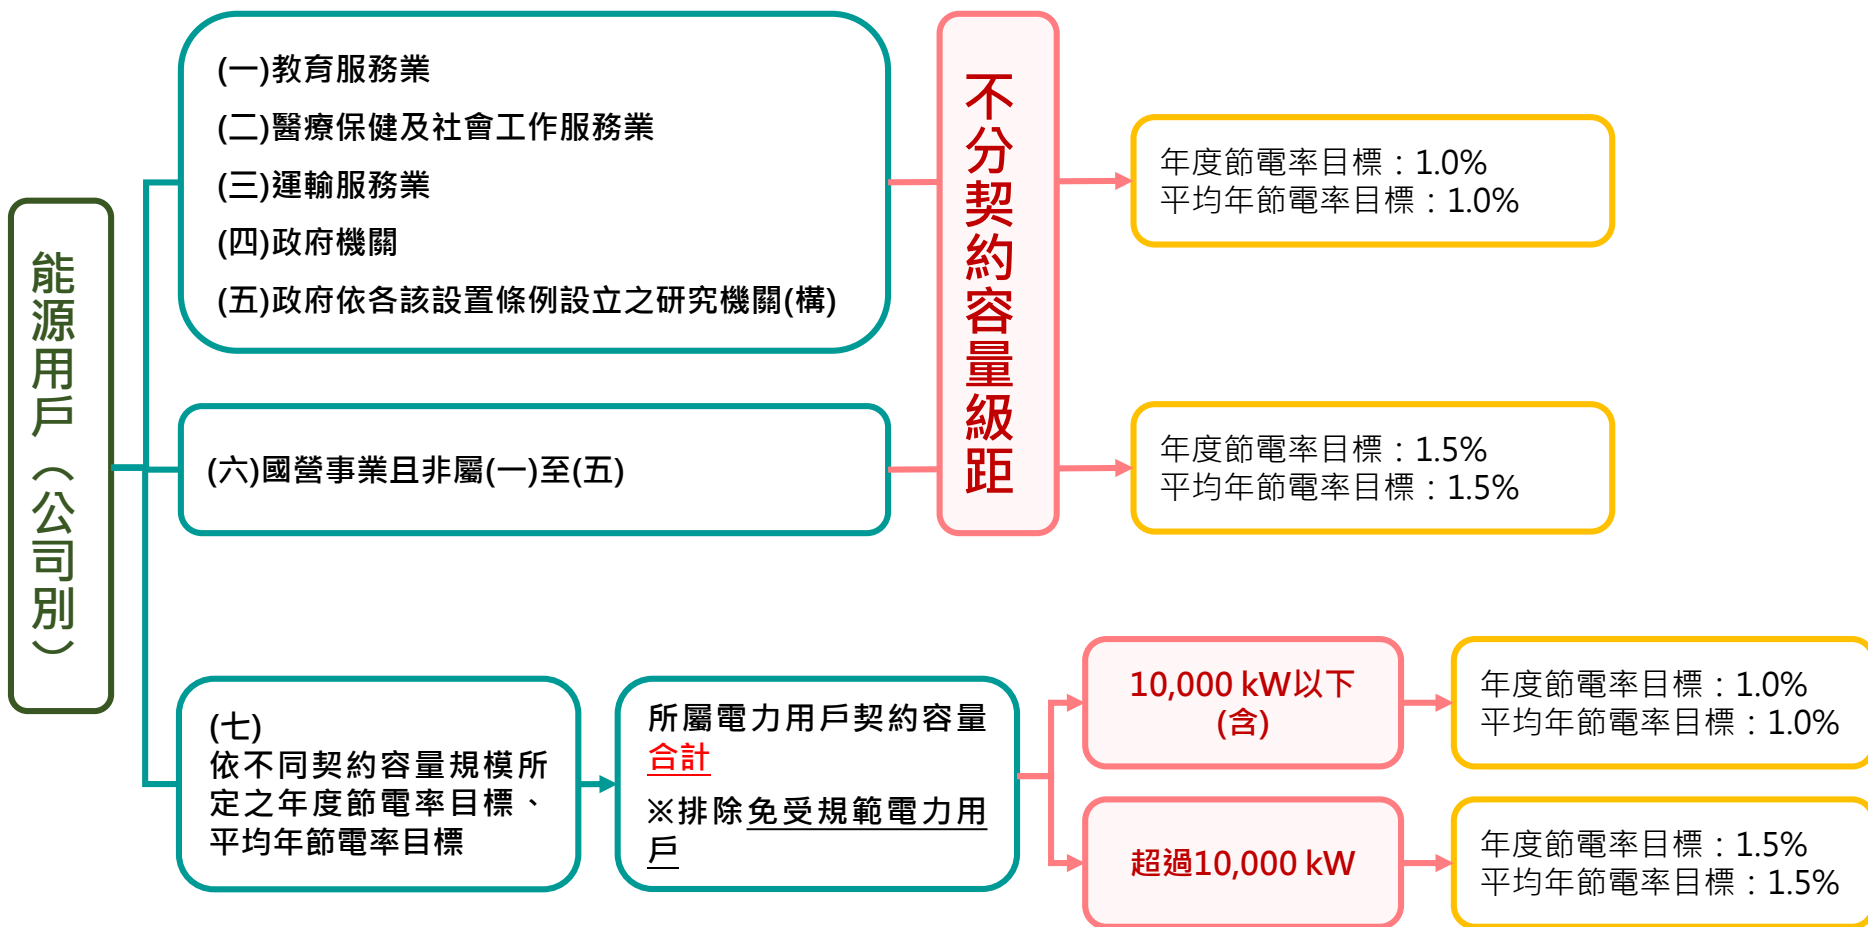 能源用戶（公司別）
(一)教育服務業
(二)醫療保健及社會工作服務業
(三)運輸服務業
(四)政府機關
(五)政府依各該設置條例設立之研究機關(構)
不分契約容量級距
年度節電率目標：1.0%
平均年節電率目標：1.0%
(六)國營事業且非屬(一)至(五)
年度節電率目標：1.5%
平均年節電率目標：1.5%
(七)
依不同契約容量規模所
定之年度節電率目標、
平均年節電率目標
所屬電力用戶契約容量
合計
※排除免受規範電力用
戶
10,000 kW以下
(含)
年度節電率目標：1.0%
平均年節電率目標：1.0%
超過10,000 kW
年度節電率目標：1.5%
平均年節電率目標：1.5%